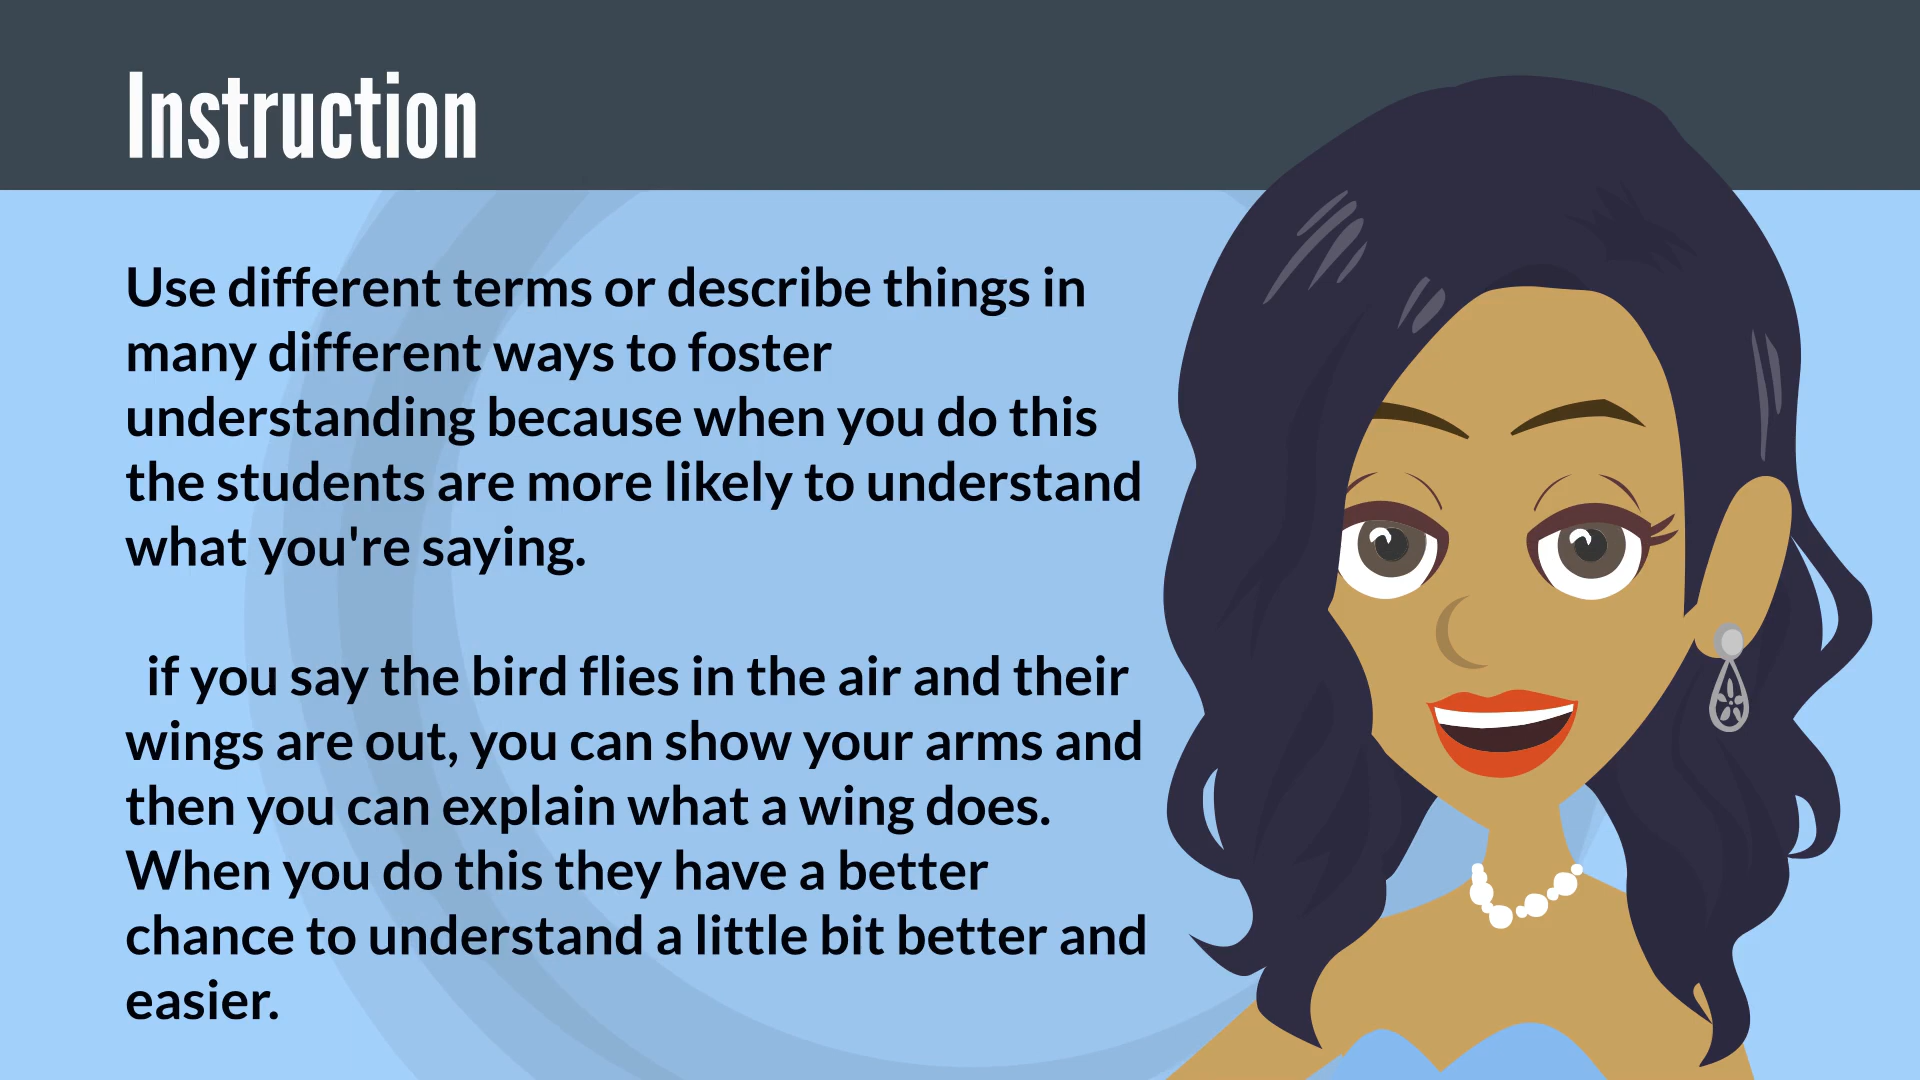 Instruction
Use different terms or describe things in
many different ways to foster
understanding because when you do this
the students are more likely to understand
what you're saying.
if you say the bird flies in the air and their
wings are out, you can show your arms and
then you can explain what a wing does.
When you do this they have a better
chance to understand a little bit better and
easier.